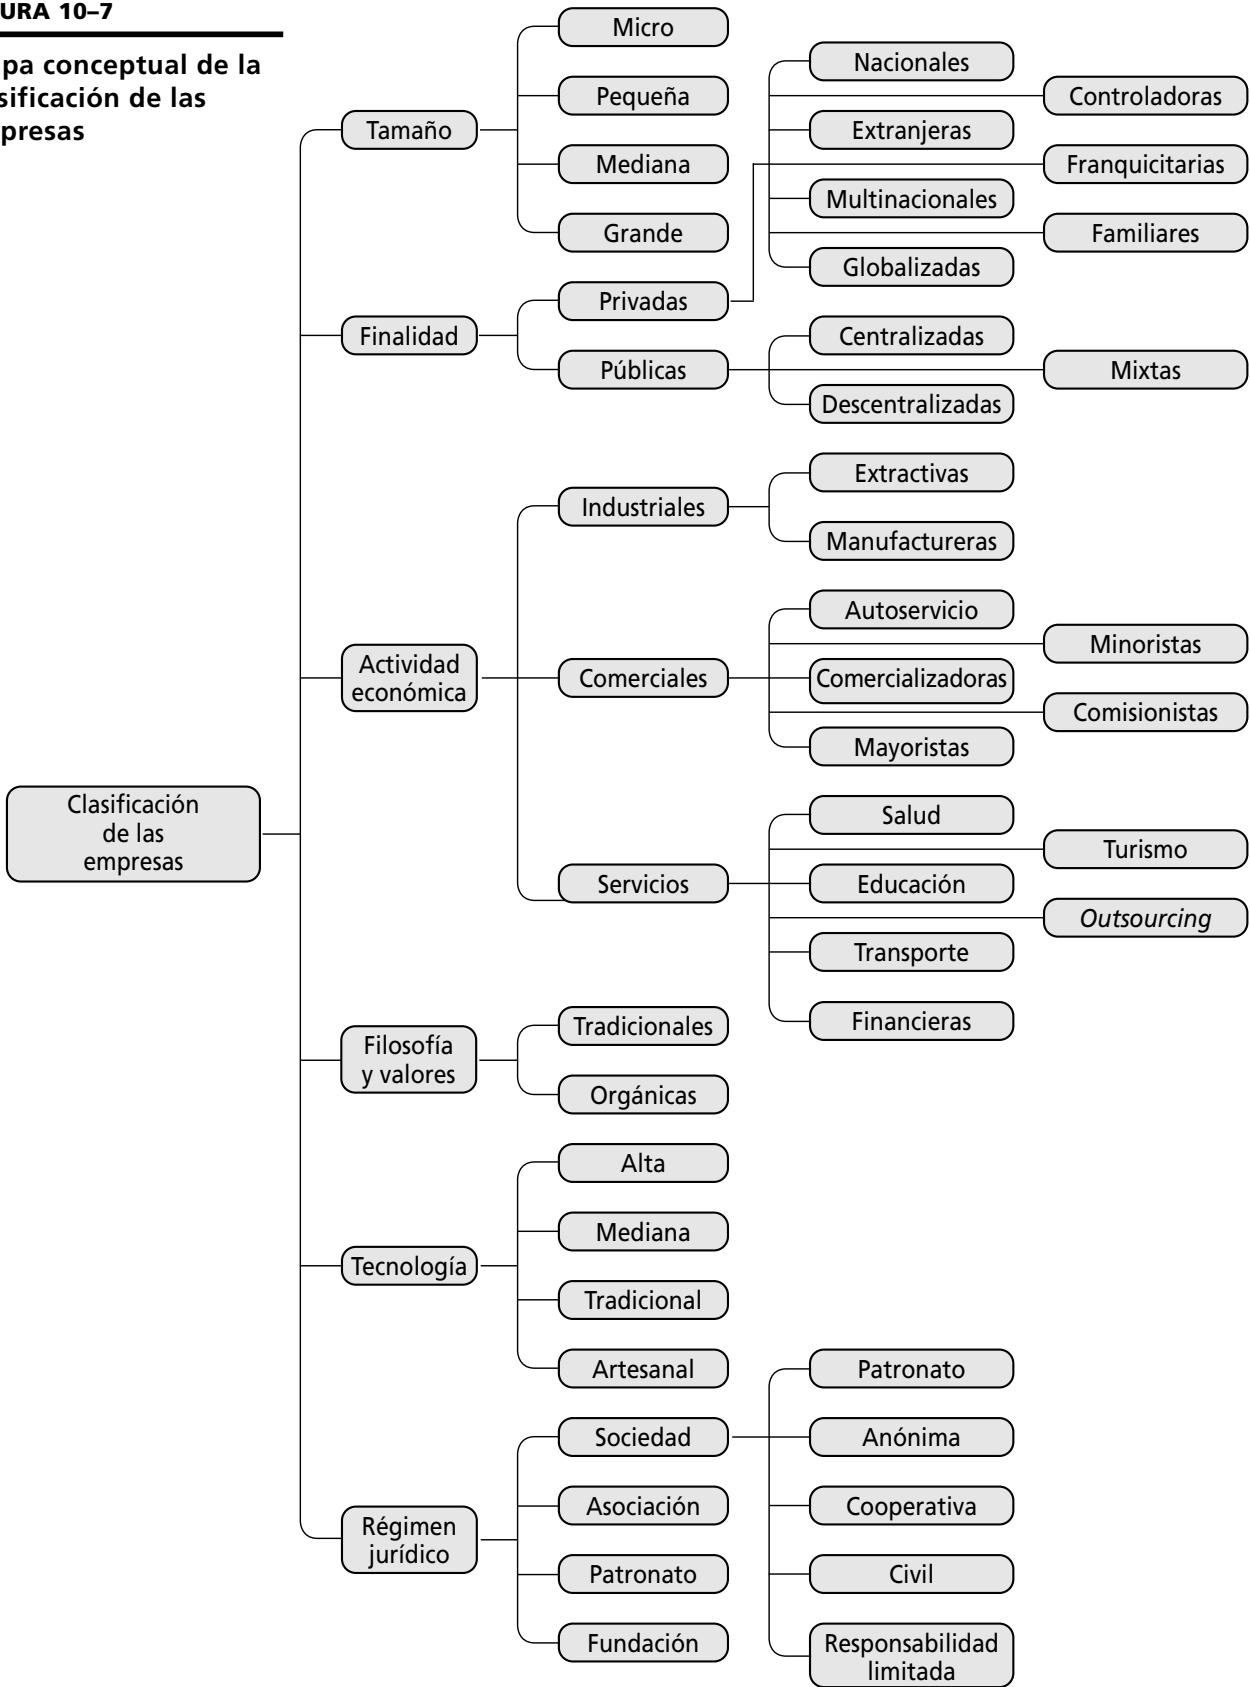 URA 10–7
pa conceptual de la
sificación de las
presas
Clasificación
de las
empresas
Tamaño
Micro
Pequeña
Mediana
Grande
Finalidad
Privadas
Nacionales
Controladoras
Extranjeras
Franquicitarias
Multinacionales
Familiares
Globalizadas
Públicas
Centralizadas
Mixtas
Descentralizadas
Actividad
económica
Industriales
Extractivas
Manufactureras
Comerciales
Autoservicio
Minoristas
Comercializadoras
Comisionistas
Mayoristas
Servicios
Salud
Turismo
Educación
Outsourcing
Transporte
Financieras
Filosofía
y valores
Tradicionales
Orgánicas
Tecnología
Alta
Mediana
Tradicional
Artesanal
Régimen
jurídico
Sociedad
Patronato
Anónima
Cooperativa
Civil
Responsabilidad
limitada
Asociación
Patronato
Fundación